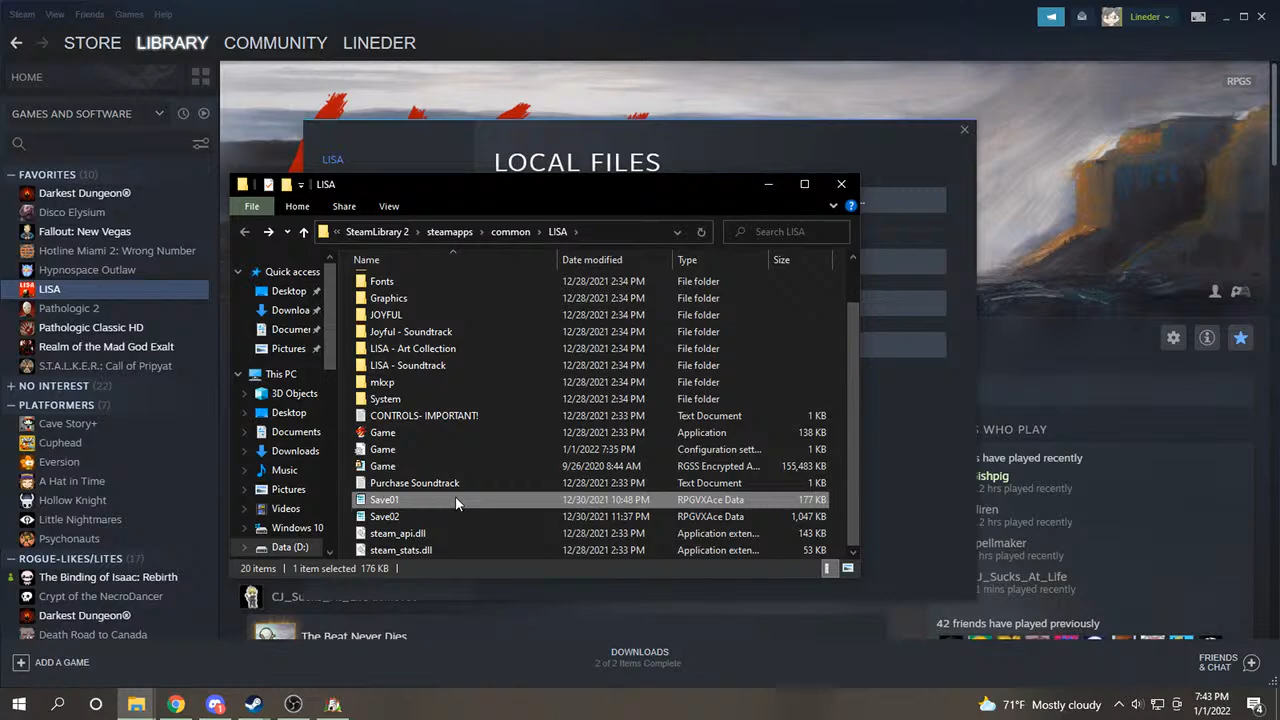 Steam View Friends Games Help
Lineder
STORE LIBRARY COMMUNITY LINEDER
HOME
RPGS
GAMES AND SOFTWARE
FAVORITES (10)
Darkest Dungeon®
Disco Elysium
Fallout: New Vegas
Hotline Miami 2: Wrong Number
Hypnospace Outlaw
LISA
Pathologic 2
Pathologic Classic HD
Realm of the Mad God Exalt
S.T.A.L.K.E.R.: Call of Pripyat
NO INTEREST (22)
PLATFORMERS (7)
Cave Story+
Cuphead
Eversion
A Hat in Time
Hollow Knight
Little Nightmares
Psychonauts
ROGUE-LIKES/LITES (17)
The Binding of Isaac: Rebirth
Crypt of the NecroDancer
Darkest Dungeon®
Death Road to Canada
ADD A GAME
LISA
LOCAL FILES
LISA
File Home Share View
« SteamLibrary 2 › steamapps › common › LISA ›
Search LISA
Name Date modified Type Size
Quick access
Desktop
Downloa
Documer
Pictures
This PC
3D Objects
Desktop
Documents
Downloads
Music
Pictures
Videos
Windows 10
Data (D:)
Fonts 12/28/2021 2:34 PM File folder
Graphics 12/28/2021 2:34 PM File folder
JOYFUL 12/28/2021 2:34 PM File folder
Joyful - Soundtrack 12/28/2021 2:34 PM File folder
LISA - Art Collection 12/28/2021 2:34 PM File folder
LISA - Soundtrack 12/28/2021 2:34 PM File folder
mkxp 12/28/2021 2:34 PM File folder
System 12/28/2021 2:34 PM File folder
CONTROLS- IMPORTANT! 12/28/2021 2:33 PM Text Document 1 KB
Game 12/28/2021 2:33 PM Application 138 KB
Game 1/1/2022 7:35 PM Configuration sett... 1 KB
Game 9/26/2020 8:44 AM RGSS Encrypted A... 155,483 KB
Purchase Soundtrack 12/28/2021 2:33 PM Text Document 1 KB
Save01 12/30/2021 10:48 PM RPGVXAce Data 177 KB
Save02 12/30/2021 11:37 PM RPGVXAce Data 1,047 KB
steam_api.dll 12/28/2021 2:33 PM Application exten... 143 KB
steam_stats.dll 12/28/2021 2:33 PM Application exten... 53 KB
20 items 1 item selected 176 KB
The Beat Never Dies
S WHO PLAY
ds have played recently
ishpig
hrs played recently
diren
hrs played recently
pellmaker
hrs played recently
J_Sucks_At_Life
mins played recently
42 friends have played previously
DOWNLOADS
2 of 2 Items Complete
FRIENDS
& CHAT
71°F Mostly cloudy
7:43 PM
1/1/2022
4